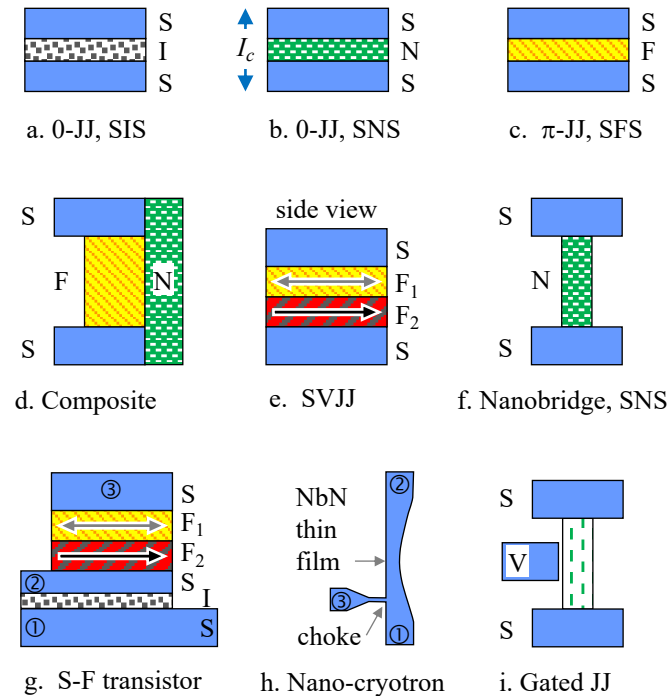 S
I
S
a. 0-JJ, SIS
I_c
S
N
S
b. 0-JJ, SNS
S
F
S
c. π-JJ, SFS
S
F
N
S
d. Composite
side view
S
F₁
F₂
S
e. SVJJ
S
N
S
f. Nanobridge, SNS
③
S
F₁
F₂
②
S
I
①
S
g. S-F transistor
②
NbN
thin
film
③
choke
①
h. Nano-cryotron
S
V
S
i. Gated JJ